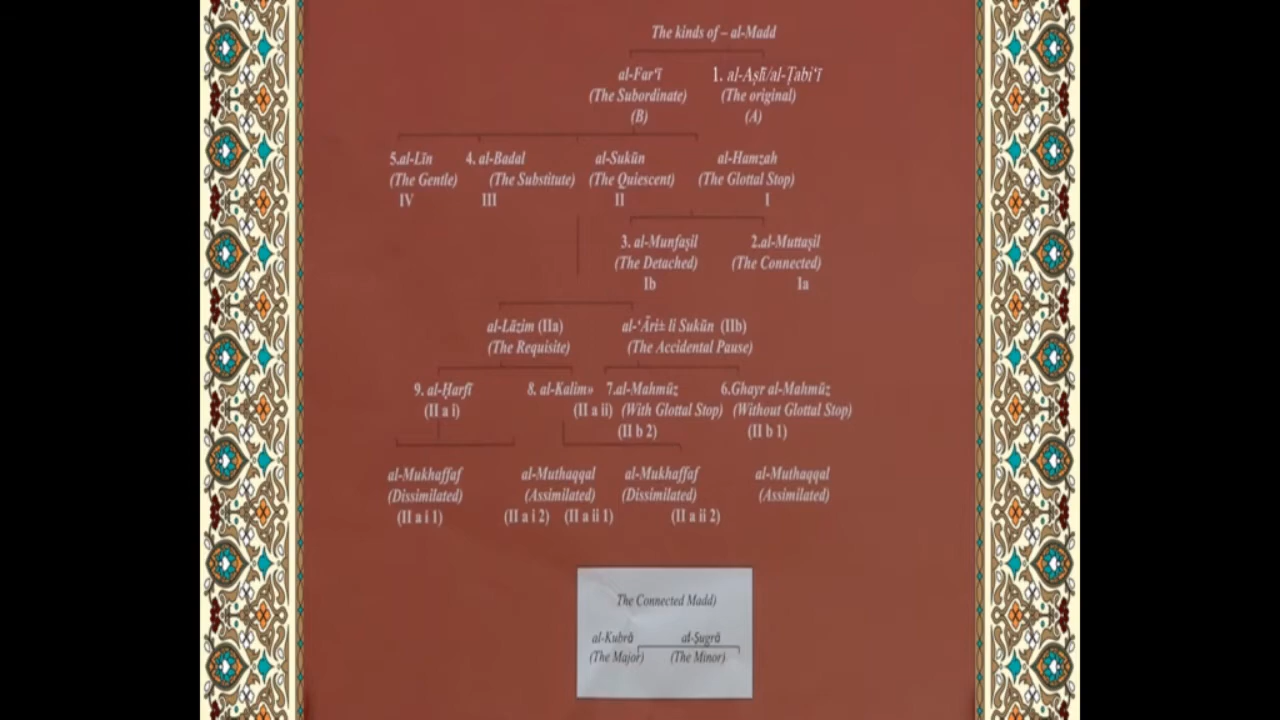 The kinds of – al-Madd
al-Far‘ī 1. al-Aṣlī/al-Ṭabi‘ī
(The Subordinate) (The original)
(B) (A)
5.al-Līn 4. al-Badal al-Sukūn al-Hamzah
(The Gentle) (The Substitute) (The Quiescent) (The Glottal Stop)
IV III II I
3. al-Munfaṣil 2.al-Muttaṣil
(The Detached) (The Connected)
Ib Ia
al-Lāzim (IIa) al-‘Āri± li Sukūn (IIb)
(The Requisite) (The Accidental Pause)
9. al-Ḥarfī 8. al-Kalim» 7.al-Mahmūz 6.Ghayr al-Mahmūz
(II a i) (II a ii) (With Glottal Stop) (Without Glottal Stop)
(II b 2) (II b 1)
al-Mukhaffaf al-Muthaqqal al-Mukhaffaf al-Muthaqqal
(Dissimilated) (Assimilated) (Dissimilated) (Assimilated)
(II a i 1) (II a i 2) (II a ii 1) (II a ii 2)
The Connected Madd)
al-Kubrā al-Ṣugrā
(The Major) (The Minor)